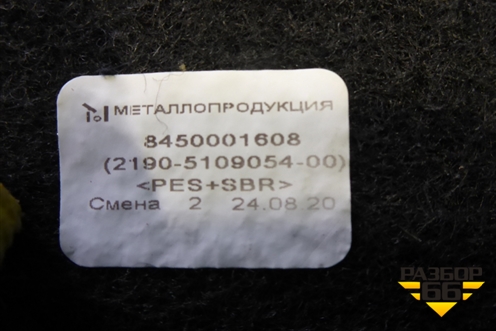 МЕТАЛЛОПРОДУКЦИЯ
8450001608
(2190-5109054-00)
<PES+SBR>
Смена 2 24.08.20
РАЗБОР
66